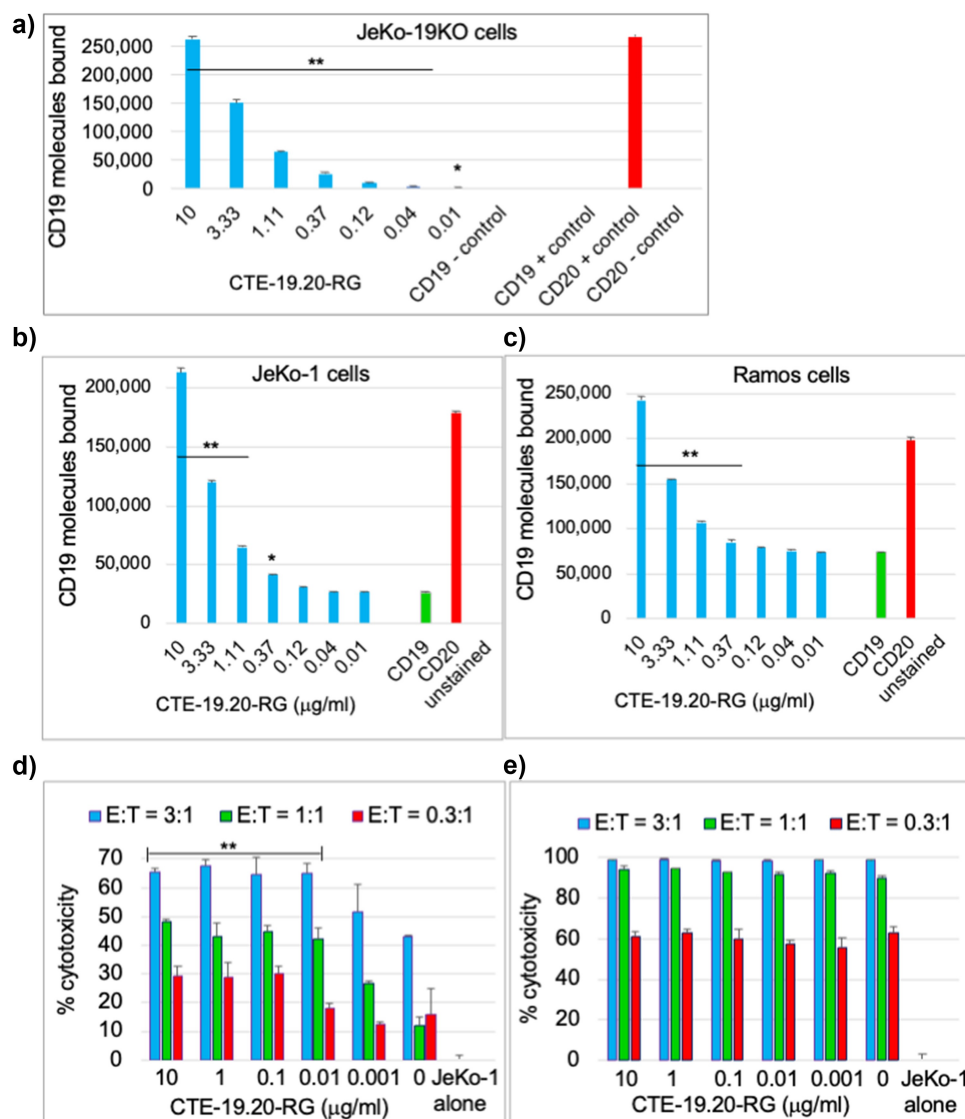 a)
JeKo-19KO cells
CD19 molecules bound
250,000
200,000
150,000
100,000
50,000
0
**
*
10
3.33
1.11
0.37
0.12
0.04
0.01
CD19 - control
CD19 + control
CD20 + control
CD20 - control
CTE-19.20-RG
b)
JeKo-1 cells
CD19 molecules bound
200,000
150,000
100,000
50,000
0
**
*
10
3.33
1.11
0.37
0.12
0.04
0.01
CD19
CD20
unstained
CTE-19.20-RG (μg/ml)
c)
Ramos cells
CD19 molecules bound
250,000
200,000
150,000
100,000
50,000
0
**
10
3.33
1.11
0.37
0.12
0.04
0.01
CD19
CD20
unstained
CTE-19.20-RG (μg/ml)
d)
E:T = 3:1 E:T = 1:1 E:T = 0.3:1
% cytotoxicity
70
60
50
40
30
20
10
0
**
10 1 0.1 0.01 0.001 0 JeKo-1
alone
CTE-19.20-RG (μg/ml)
e)
E:T = 3:1 E:T = 1:1 E:T = 0.3:1
% cytotoxicity
100
80
60
40
20
0
10 1 0.1 0.01 0.001 0 JeKo-1
alone
CTE-19.20-RG (μg/ml)